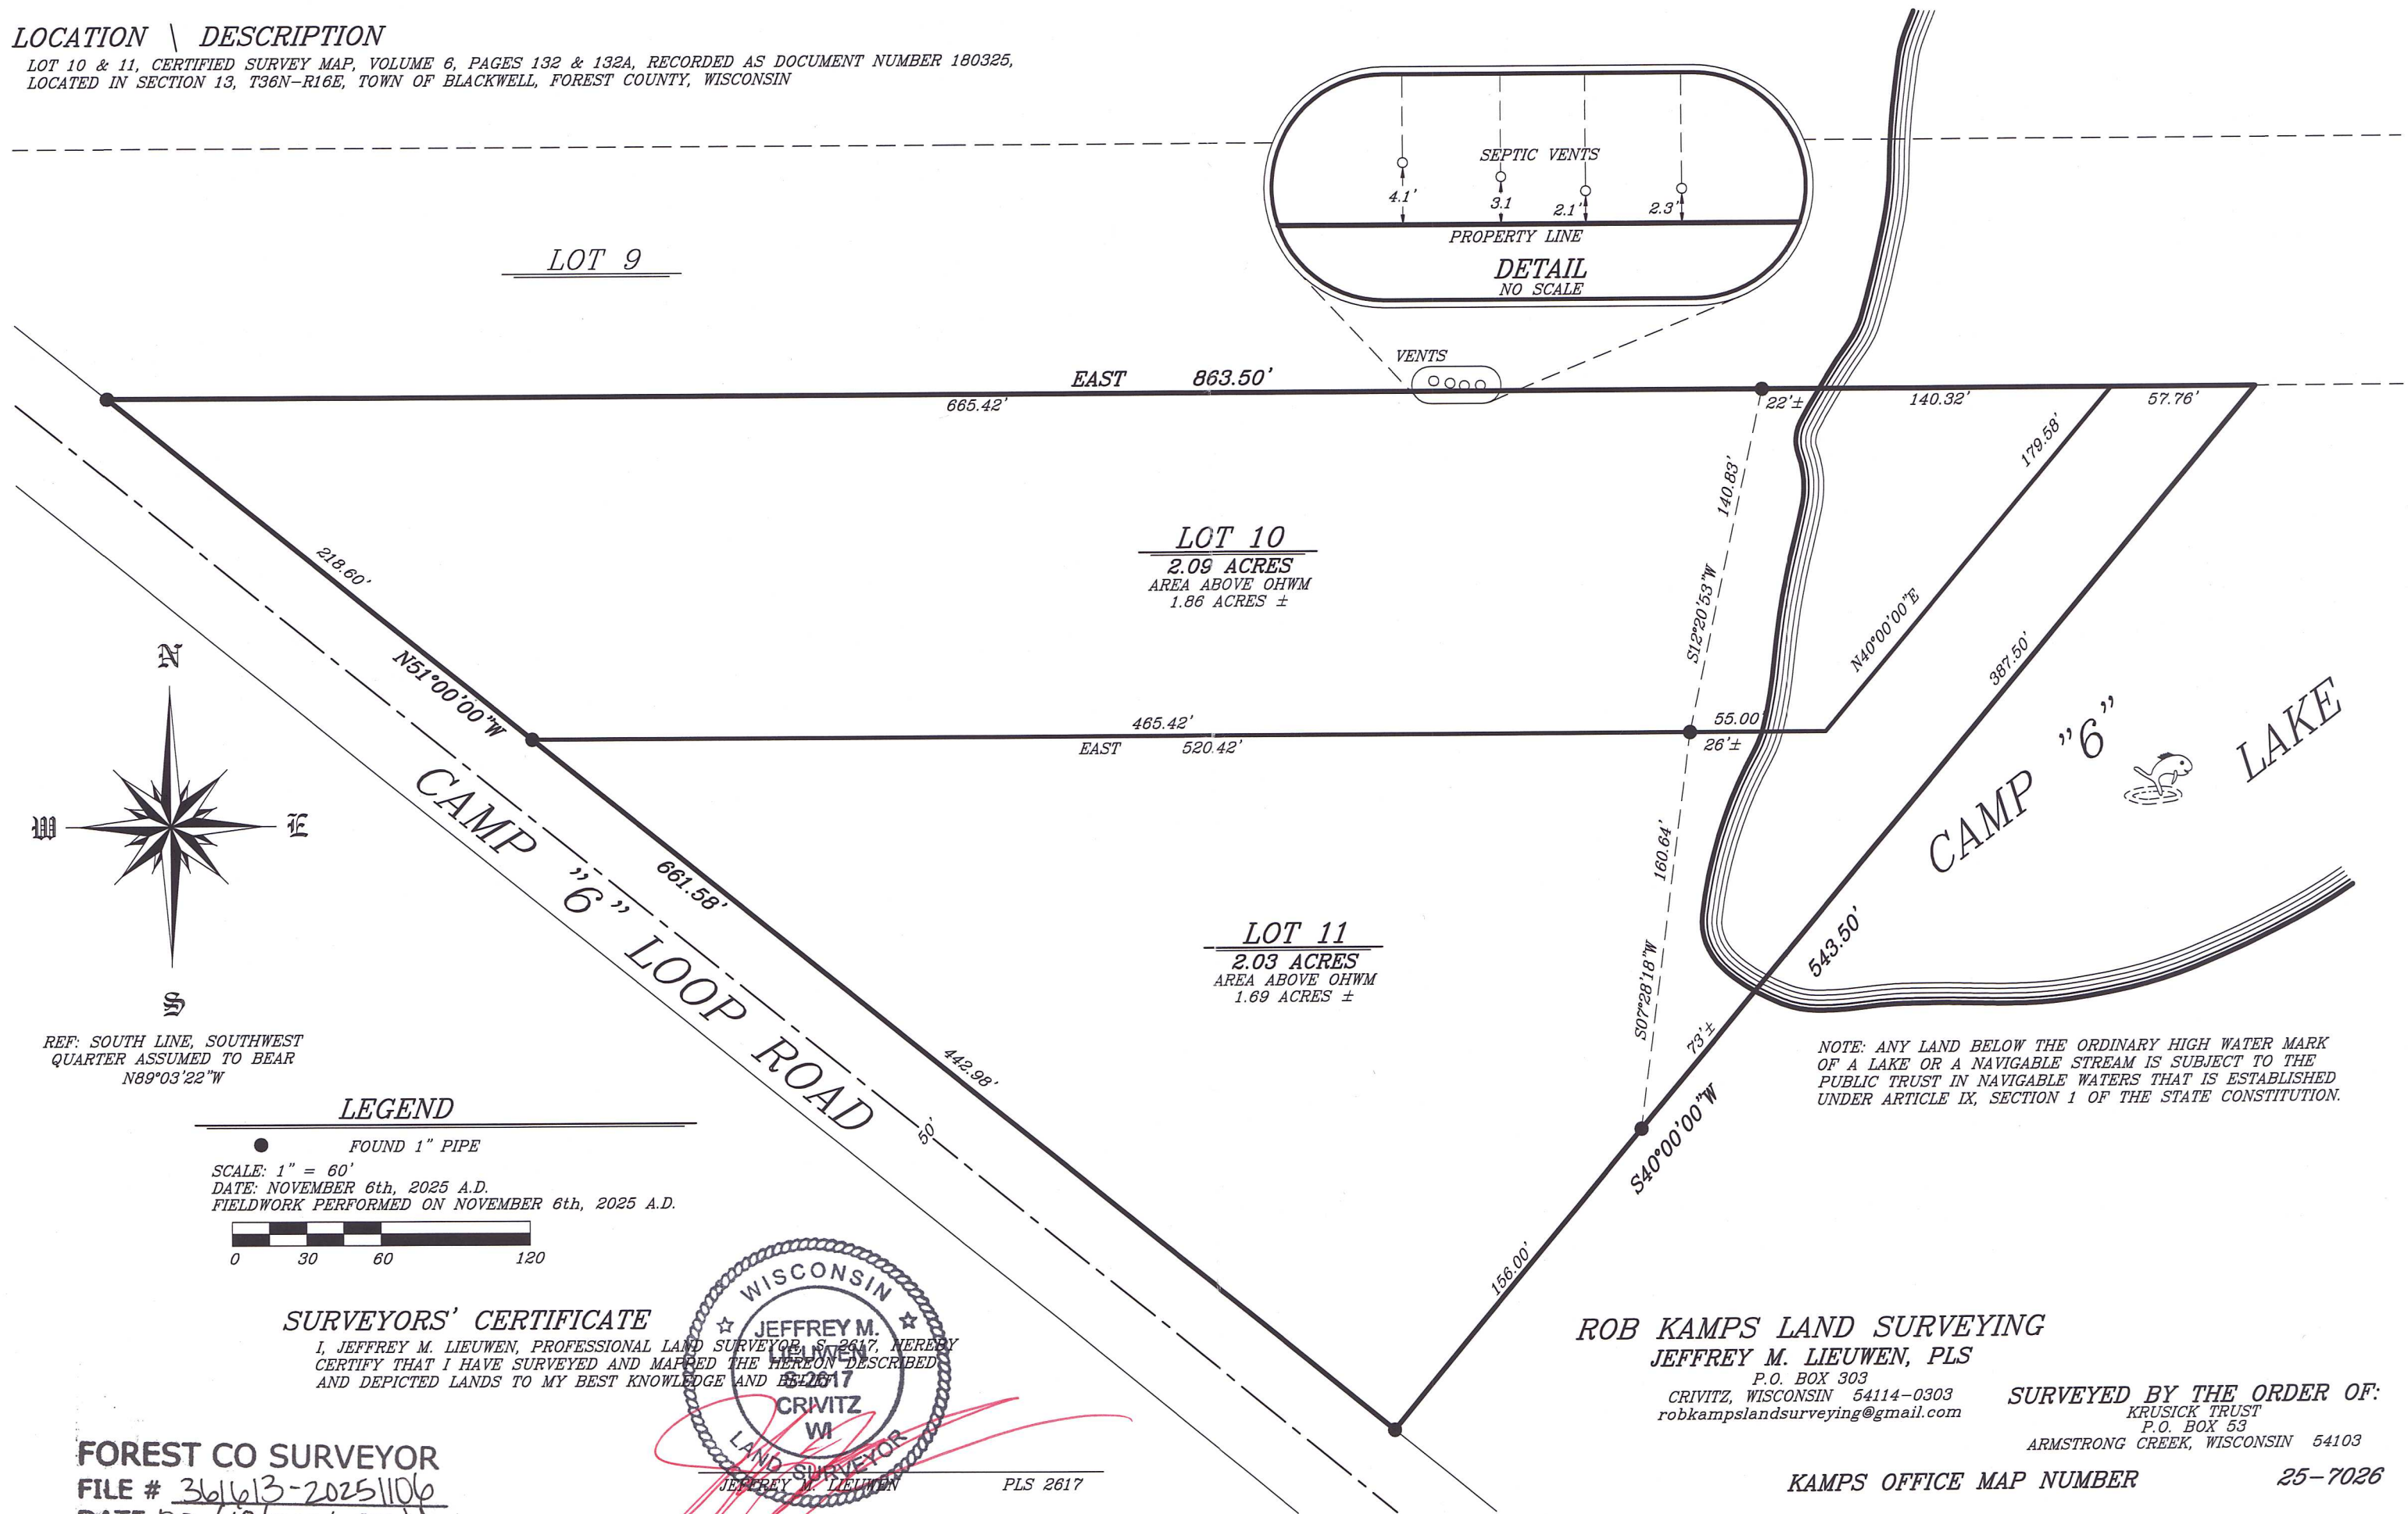 LOCATION \ DESCRIPTION
LOT 10 & 11, CERTIFIED SURVEY MAP, VOLUME 6, PAGES 132 & 132A, RECORDED AS DOCUMENT NUMBER 180325,
LOCATED IN SECTION 13, T36N-R16E, TOWN OF BLACKWELL, FOREST COUNTY, WISCONSIN
SEPTIC VENTS
4.1'
3.1
2.1'
2.3'
PROPERTY LINE
DETAIL
NO SCALE
LOT 9
VENTS
EAST 863.50'
665.42'
22'±
140.32'
57.76'
179.58'
140.83'
S12°20'53"W
N40°00'00"E
387.50'
LOT 10
2.09 ACRES
AREA ABOVE OHWM
1.86 ACRES ±
218.60'
N51°00'00"W
465.42'
EAST 520.42'
55.00'
26'±
CAMP "6" LAKE
N
W
E
S
REF: SOUTH LINE, SOUTHWEST
QUARTER ASSUMED TO BEAR
N89°03'22"W
CAMP "6" LOOP ROAD
661.58'
442.98'
50'
LOT 11
2.03 ACRES
AREA ABOVE OHWM
1.69 ACRES ±
160.64'
S07°28'18"W
543.50'
73'±
S40°00'00"W
156.00'
NOTE: ANY LAND BELOW THE ORDINARY HIGH WATER MARK
OF A LAKE OR A NAVIGABLE STREAM IS SUBJECT TO THE
PUBLIC TRUST IN NAVIGABLE WATERS THAT IS ESTABLISHED
UNDER ARTICLE IX, SECTION 1 OF THE STATE CONSTITUTION.
LEGEND
FOUND 1" PIPE
SCALE: 1" = 60'
DATE: NOVEMBER 6th, 2025 A.D.
FIELDWORK PERFORMED ON NOVEMBER 6th, 2025 A.D.
0 30 60 120
SURVEYORS' CERTIFICATE
I, JEFFREY M. LIEUWEN, PROFESSIONAL LAND SURVEYOR, S-2617, HEREBY
CERTIFY THAT I HAVE SURVEYED AND MAPPED THE HEREON DESCRIBED
AND DEPICTED LANDS TO MY BEST KNOWLEDGE AND BELIEF.
WISCONSIN
JEFFREY M.
LIEUWEN
S-2617
CRIVITZ
WI
LAND SURVEYOR
JEFFREY M. LIEUWEN PLS 2617
FOREST CO SURVEYOR
FILE # 361613-20251106
ROB KAMPS LAND SURVEYING
JEFFREY M. LIEUWEN, PLS
P.O. BOX 303
CRIVITZ, WISCONSIN 54114-0303
robkampslandsurveying@gmail.com
SURVEYED BY THE ORDER OF:
KRUSICK TRUST
P.O. BOX 53
ARMSTRONG CREEK, WISCONSIN 54103
KAMPS OFFICE MAP NUMBER 25-7026